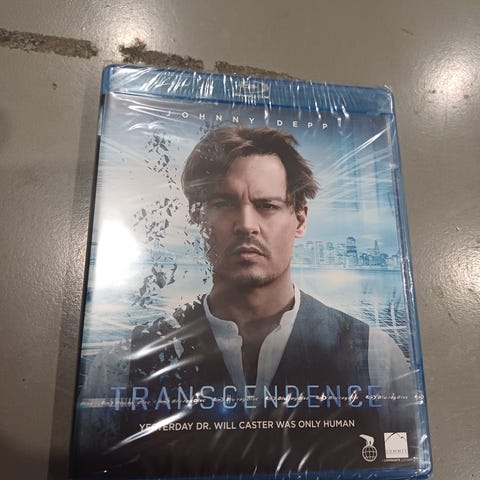 JOHNNY DEPP
TRANSCENDENCE
YESTERDAY DR. WILL CASTER WAS ONLY HUMAN